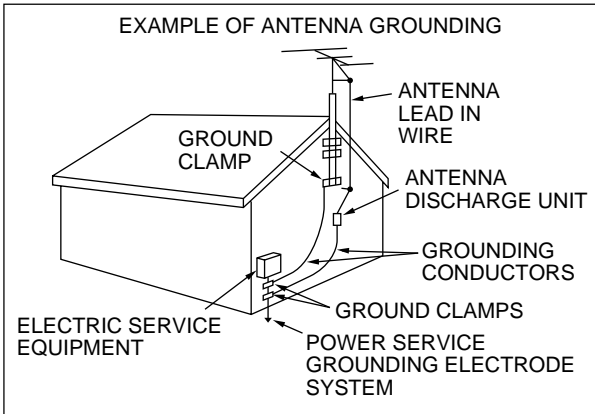 EXAMPLE OF ANTENNA GROUNDING
ANTENNA
LEAD IN
WIRE
GROUND
CLAMP
ANTENNA
DISCHARGE UNIT
GROUNDING
CONDUCTORS
GROUND CLAMPS
ELECTRIC SERVICE
EQUIPMENT
POWER SERVICE
GROUNDING ELECTRODE
SYSTEM